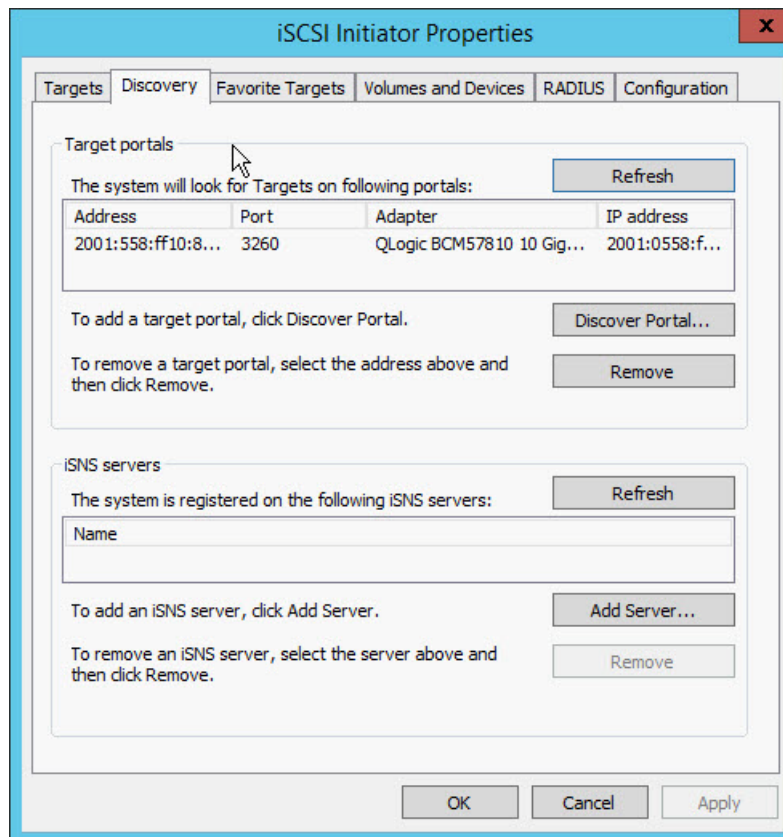 iSCSI Initiator Properties
x
Targets Discovery Favorite Targets Volumes and Devices RADIUS Configuration
Target portals
The system will look for Targets on following portals:
Refresh
Address Port Adapter IP address
2001:558:ff10:8... 3260 QLogic BCM57810 10 Gig... 2001:0558:f...
To add a target portal, click Discover Portal.
Discover Portal...
To remove a target portal, select the address above and
then click Remove.
Remove
iSNS servers
The system is registered on the following iSNS servers:
Refresh
Name
To add an iSNS server, click Add Server.
Add Server...
To remove an iSNS server, select the server above and
then click Remove.
Remove
OK Cancel Apply